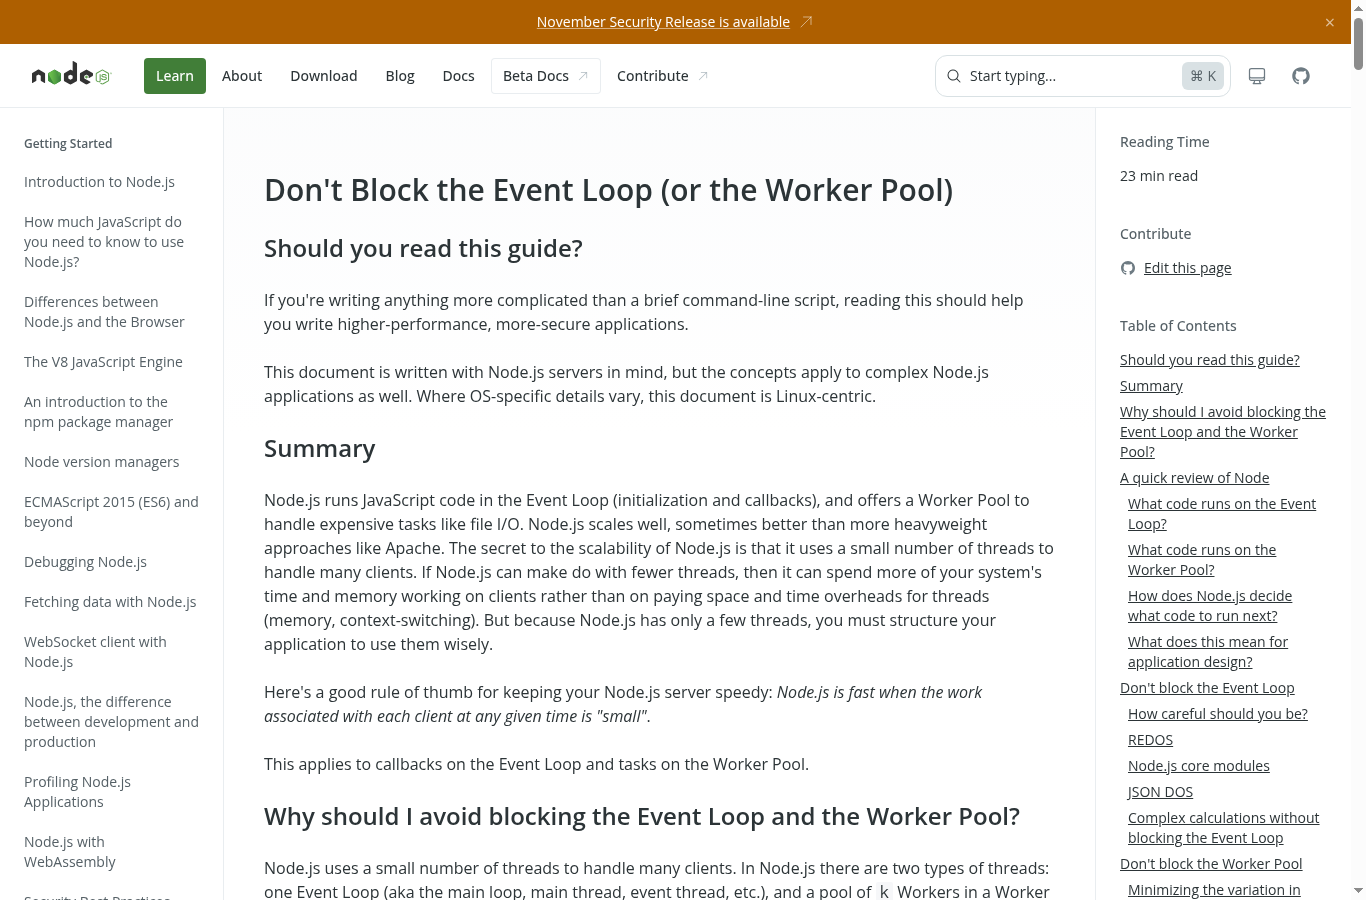 November Security Release is available
×
node JS
Learn
About
Download
Blog
Docs
Beta Docs
Contribute
Start typing...
⌘ K
Getting Started
Introduction to Node.js
How much JavaScript do
you need to know to use
Node.js?
Differences between
Node.js and the Browser
The V8 JavaScript Engine
An introduction to the
npm package manager
Node version managers
ECMAScript 2015 (ES6) and
beyond
Debugging Node.js
Fetching data with Node.js
WebSocket client with
Node.js
Node.js, the difference
between development and
production
Profiling Node.js
Applications
Node.js with
WebAssembly
Security Best Practices
Don't Block the Event Loop (or the Worker Pool)
Should you read this guide?
If you're writing anything more complicated than a brief command-line script, reading this should help
you write higher-performance, more-secure applications.
This document is written with Node.js servers in mind, but the concepts apply to complex Node.js
applications as well. Where OS-specific details vary, this document is Linux-centric.
Summary
Node.js runs JavaScript code in the Event Loop (initialization and callbacks), and offers a Worker Pool to
handle expensive tasks like file I/O. Node.js scales well, sometimes better than more heavyweight
approaches like Apache. The secret to the scalability of Node.js is that it uses a small number of threads to
handle many clients. If Node.js can make do with fewer threads, then it can spend more of your system's
time and memory working on clients rather than on paying space and time overheads for threads
(memory, context-switching). But because Node.js has only a few threads, you must structure your
application to use them wisely.
Here's a good rule of thumb for keeping your Node.js server speedy: Node.js is fast when the work
associated with each client at any given time is "small".
This applies to callbacks on the Event Loop and tasks on the Worker Pool.
Why should I avoid blocking the Event Loop and the Worker Pool?
Node.js uses a small number of threads to handle many clients. In Node.js there are two types of threads:
one Event Loop (aka the main loop, main thread, event thread, etc.), and a pool of k Workers in a Worker
Reading Time
23 min read
Contribute
Edit this page
Table of Contents
Should you read this guide?
Summary
Why should I avoid blocking the
Event Loop and the Worker
Pool?
A quick review of Node
What code runs on the Event
Loop?
What code runs on the
Worker Pool?
How does Node.js decide
what code to run next?
What does this mean for
application design?
Don't block the Event Loop
How careful should you be?
REDOS
Node.js core modules
JSON DOS
Complex calculations without
blocking the Event Loop
Don't block the Worker Pool
Minimizing the variation in